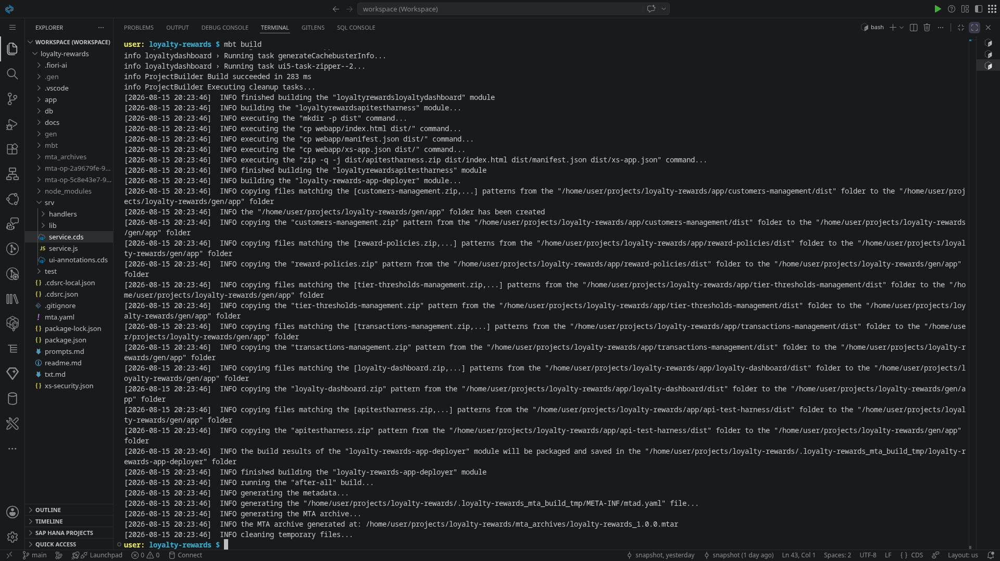 workspace (Workspace)
EXPLORER
WORKSPACE (WORKSPACE)
loyalty-rewards
.fiori-ai
.gen
.vscode
app
db
docs
gen
mbt
mta_archives
mta-op-2a9679fe-9...
mta-op-5c8e43e7-9...
node_modules
srv
handlers
lib
service.cds
JS service.js
ui-annotations.cds
test
{} .cdsrc-local.json
{} .cdsrc.json
.gitignore
! mta.yaml
{} package-lock.json
{} package.json
prompts.md
readme.md
txt.md
{} xs-security.json
OUTLINE
TIMELINE
SAP HANA PROJECTS
QUICK ACCESS
PROBLEMS OUTPUT DEBUG CONSOLE TERMINAL GITLENS SQL CONSOLE
bash
user: loyalty-rewards $ mbt build
info loyaltydashboard › Running task generateCachebusterInfo...
info loyaltydashboard › Running task ui5-task-zipper--2...
info ProjectBuilder Build succeeded in 283 ms
info ProjectBuilder Executing cleanup tasks...
[2026-08-15 20:23:46]  INFO finished building the "loyaltyrewardsloyaltydashboard" module
[2026-08-15 20:23:46]  INFO building the "loyaltyrewardsapitestharness" module...
[2026-08-15 20:23:46]  INFO executing the "mkdir -p dist" command...
[2026-08-15 20:23:46]  INFO executing the "cp webapp/index.html dist/" command...
[2026-08-15 20:23:46]  INFO executing the "cp webapp/manifest.json dist/" command...
[2026-08-15 20:23:46]  INFO executing the "cp webapp/xs-app.json dist/" command...
[2026-08-15 20:23:46]  INFO executing the "zip -q -j dist/apitestharness.zip dist/index.html dist/manifest.json dist/xs-app.json" command...
[2026-08-15 20:23:46]  INFO finished building the "loyaltyrewardsapitestharness" module
[2026-08-15 20:23:46]  INFO building the "loyalty-rewards-app-deployer" module...
[2026-08-15 20:23:46]  INFO copying files matching the [customers-management.zip,...] patterns from the "/home/user/projects/loyalty-rewards/app/customers-management/dist" folder to the "/home/user/proj
ects/loyalty-rewards/gen/app" folder
[2026-08-15 20:23:46]  INFO the "/home/user/projects/loyalty-rewards/gen/app" folder has been created
[2026-08-15 20:23:46]  INFO copying the "customers-management.zip" pattern from the "/home/user/projects/loyalty-rewards/app/customers-management/dist" folder to the "/home/user/projects/loyalty-rewards
/gen/app" folder
[2026-08-15 20:23:46]  INFO copying files matching the [reward-policies.zip,...] patterns from the "/home/user/projects/loyalty-rewards/app/reward-policies/dist" folder to the "/home/user/projects/loyal
ty-rewards/gen/app" folder
[2026-08-15 20:23:46]  INFO copying the "reward-policies.zip" pattern from the "/home/user/projects/loyalty-rewards/app/reward-policies/dist" folder to the "/home/user/projects/loyalty-rewards/gen/app"
folder
[2026-08-15 20:23:46]  INFO copying files matching the [tier-thresholds-management.zip,...] patterns from the "/home/user/projects/loyalty-rewards/app/tier-thresholds-management/dist" folder to the "/ho
me/user/projects/loyalty-rewards/gen/app" folder
[2026-08-15 20:23:46]  INFO copying the "tier-thresholds-management.zip" pattern from the "/home/user/projects/loyalty-rewards/app/tier-thresholds-management/dist" folder to the "/home/user/projects/loy
alty-rewards/gen/app" folder
[2026-08-15 20:23:46]  INFO copying files matching the [transactions-management.zip,...] patterns from the "/home/user/projects/loyalty-rewards/app/transactions-management/dist" folder to the "/home/use
r/projects/loyalty-rewards/gen/app" folder
[2026-08-15 20:23:46]  INFO copying the "transactions-management.zip" pattern from the "/home/user/projects/loyalty-rewards/app/transactions-management/dist" folder to the "/home/user/projects/loyalty-r
ewards/gen/app" folder
[2026-08-15 20:23:46]  INFO copying files matching the [loyalty-dashboard.zip,...] patterns from the "/home/user/projects/loyalty-rewards/app/loyalty-dashboard/dist" folder to the "/home/user/projects/l
oyalty-rewards/gen/app" folder
[2026-08-15 20:23:46]  INFO copying the "loyalty-dashboard.zip" pattern from the "/home/user/projects/loyalty-rewards/app/loyalty-dashboard/dist" folder to the "/home/user/projects/loyalty-rewards/gen/a
pp" folder
[2026-08-15 20:23:46]  INFO copying files matching the [apitestharness.zip,...] patterns from the "/home/user/projects/loyalty-rewards/app/api-test-harness/dist" folder to the "/home/user/projects/loyal
ty-rewards/gen/app" folder
[2026-08-15 20:23:46]  INFO copying the "apitestharness.zip" pattern from the "/home/user/projects/loyalty-rewards/app/api-test-harness/dist" folder to the "/home/user/projects/loyalty-rewards/gen/app"
folder
[2026-08-15 20:23:46]  INFO the build results of the "loyalty-rewards-app-deployer" module will be packaged and saved in the "/home/user/projects/loyalty-rewards/.loyalty-rewards_mta_build_tmp/loyalty-r
ewards-app-deployer" folder
[2026-08-15 20:23:46]  INFO finished building the "loyalty-rewards-app-deployer" module
[2026-08-15 20:23:46]  INFO running the "after-all" build...
[2026-08-15 20:23:46]  INFO generating the metadata...
[2026-08-15 20:23:46]  INFO generating the "/home/user/projects/loyalty-rewards/.loyalty-rewards_mta_build_tmp/META-INF/mtad.yaml" file...
[2026-08-15 20:23:46]  INFO generating the MTA archive...
[2026-08-15 20:23:46]  INFO the MTA archive generated at: /home/user/projects/loyalty-rewards/mta_archives/loyalty-rewards_1.0.0.mtar
[2026-08-15 20:23:46]  INFO cleaning temporary files...
user: loyalty-rewards $
main Launchpad 0 0 Connect snapshot, yesterday snapshot (1 day ago) Ln 43, Col 1 Spaces: 2 UTF-8 LF {} CDS Layout: us